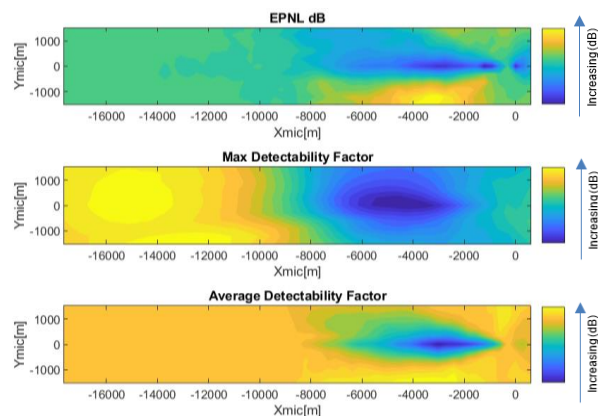 EPNL dB
1000
0
-1000
Ymic[m]
-16000 -14000 -12000 -10000 -8000 -6000 -4000 -2000 0
Xmic[m]
Increasing (dB)
Max Detectability Factor
1000
0
-1000
Ymic[m]
-16000 -14000 -12000 -10000 -8000 -6000 -4000 -2000 0
Xmic[m]
Increasing (dB)
Average Detectability Factor
1000
0
-1000
Ymic[m]
-16000 -14000 -12000 -10000 -8000 -6000 -4000 -2000 0
Xmic[m]
Increasing (dB)